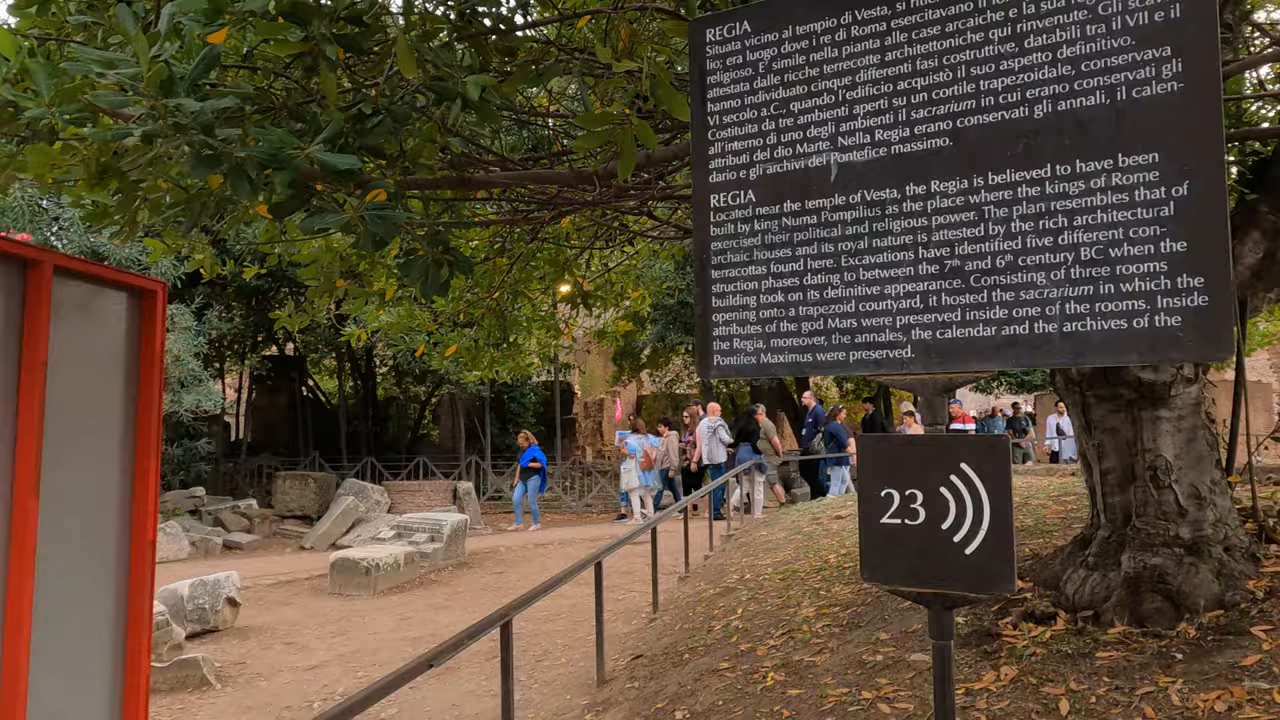 REGIA
Situata vicino al tempio di Vesta, si
lio; era luogo dove i re di Roma esercitavano il
religioso. E' simile nella pianta alle case arcaiche e la sua
attestata dalle ricche terrecotte architettoniche qui rinvenute. Gli scavi
hanno individuato cinque differenti fasi costruttive, databili tra il VII e il
VI secolo a.C., quando l'edificio acquistò il suo aspetto definitivo.
Costituita da tre ambienti aperti su un cortile trapezoidale, conservava
all'interno di uno degli ambienti il sacrarium in cui erano conservati gli
attributi del dio Marte. Nella Regia erano conservati gli annali, il calen-
dario e gli archivi del Pontefice massimo.
REGIA
Located near the temple of Vesta, the Regia is believed to have been
built by king Numa Pompilius as the place where the kings of Rome
exercised their political and religious power. The plan resembles that of
archaic houses and its royal nature is attested by the rich architectural
terracottas found here. Excavations have identified five different con-
struction phases dating to between the 7th and 6th century BC when the
building took on its definitive appearance. Consisting of three rooms
opening onto a trapezoid courtyard, it hosted the sacrarium in which the
attributes of the god Mars were preserved inside one of the rooms. Inside
the Regia, moreover, the annales, the calendar and the archives of the
Pontifex Maximus were preserved.
23